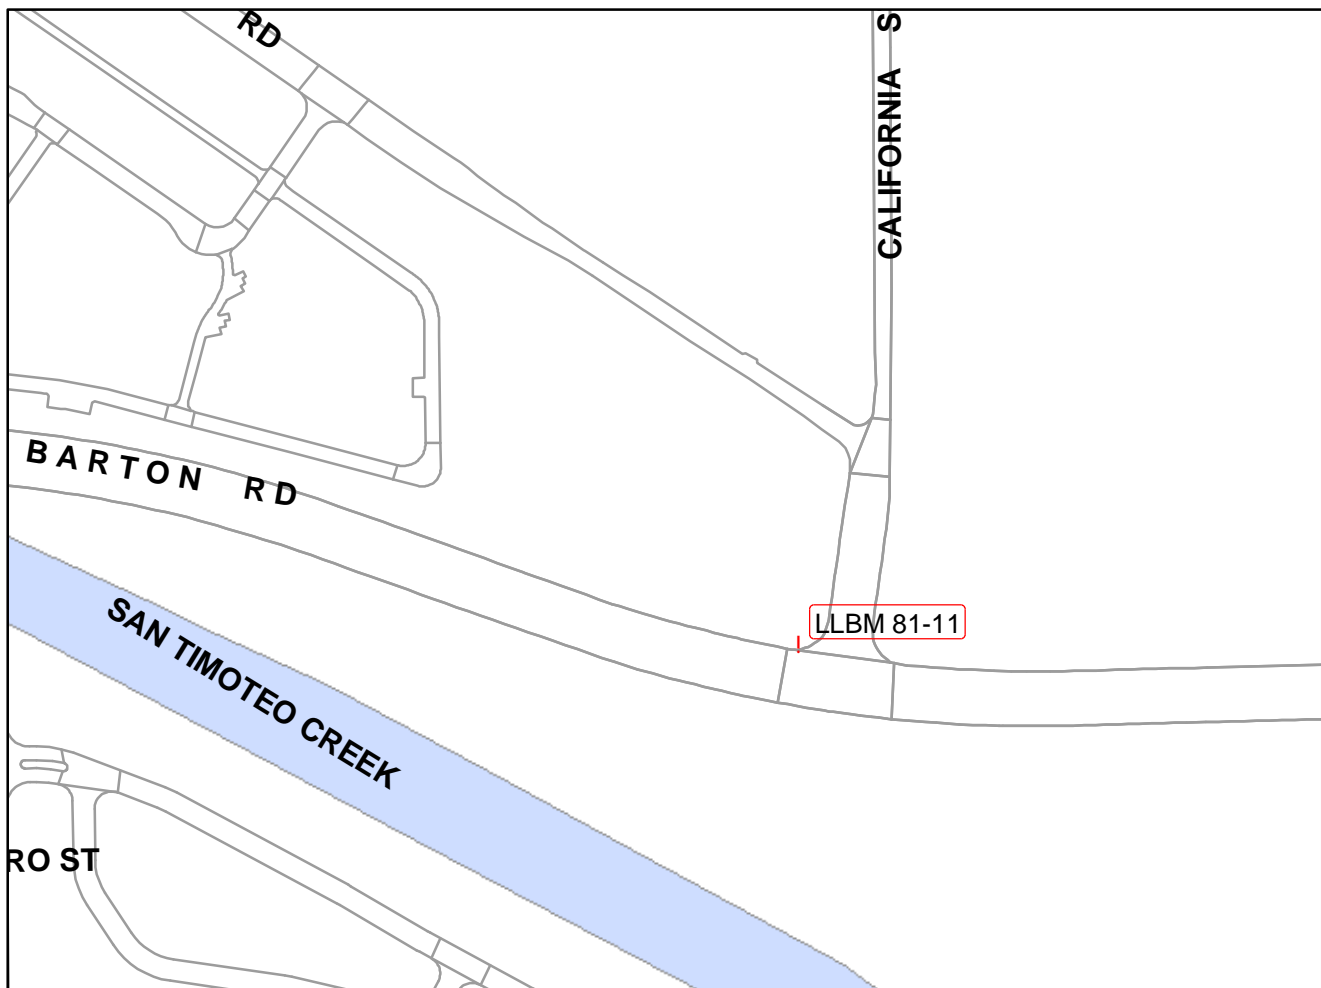 RD
CALIFORNIA S
BARTON RD
LLBM 81-11
SAN TIMOTEO CREEK
RO ST